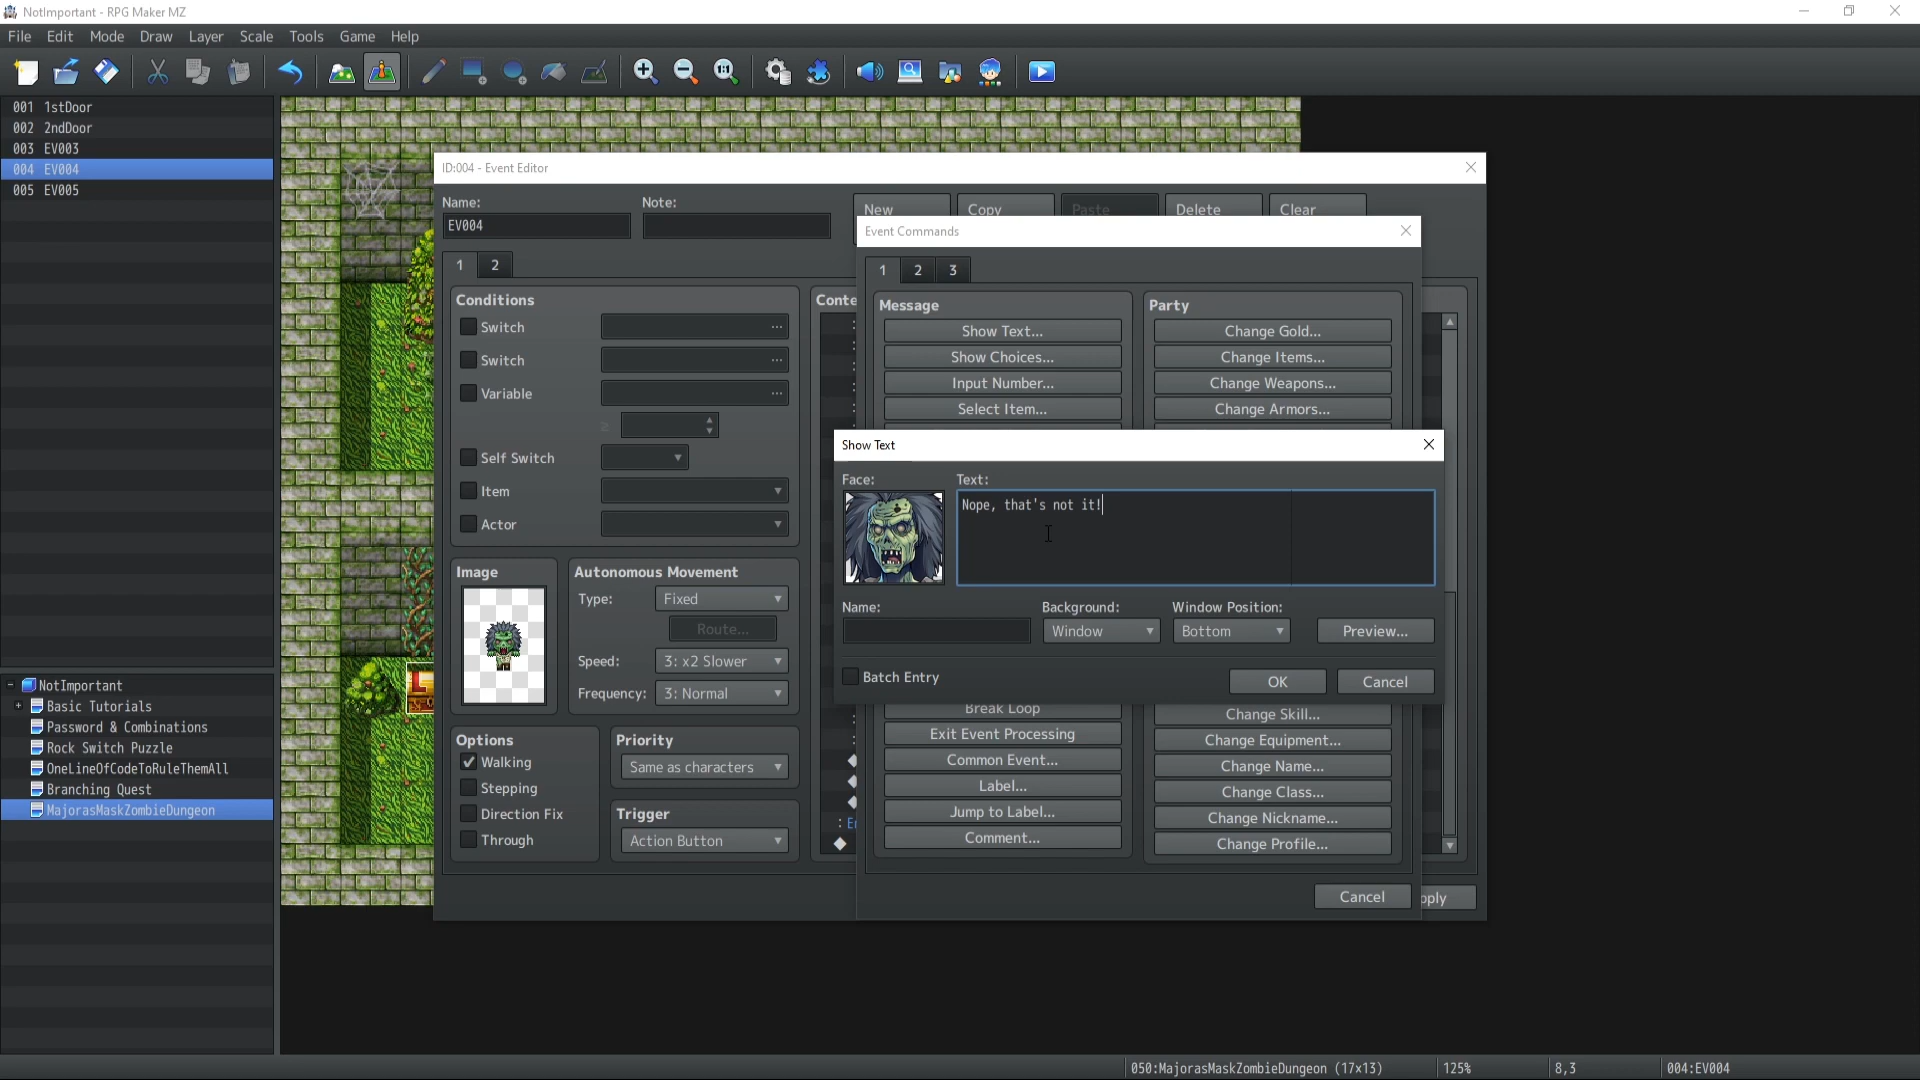 NotImportant - RPG Maker MZ
File Edit Mode Draw Layer Scale Tools Game Help
001 1stDoor
002 2ndDoor
003 EV003
004 EV004
005 EV005
ID:004 - Event Editor
Name: Note:
EV004
New Copy Paste Delete Clear
Event Commands
1 2
1 2 3
Conditions
Switch ...
Switch ...
Variable ...
≥
Self Switch
Item
Actor
Conte
Message
Show Text...
Show Choices...
Input Number...
Select Item...
Party
Change Gold...
Change Items...
Change Weapons...
Change Armors...
Show Text
Face: Text:
Nope, that's not it!
Name: Background: Window Position:
Window Bottom Preview...
Batch Entry OK Cancel
Image
Autonomous Movement
Type: Fixed
Route...
Speed: 3: x2 Slower
Frequency: 3: Normal
Options
Walking
Stepping
Direction Fix
Through
Priority
Same as characters
Trigger
Action Button
Break Loop
Exit Event Processing
Common Event...
Label...
Jump to Label...
Comment...
Change Skill...
Change Equipment...
Change Name...
Change Class...
Change Nickname...
Change Profile...
Cancel
pply
NotImportant
Basic Tutorials
Password & Combinations
Rock Switch Puzzle
OneLineOfCodeToRuleThemAll
Branching Quest
MajorasMaskZombieDungeon
050:MajorasMaskZombieDungeon (17x13) 125% 8,3 004:EV004